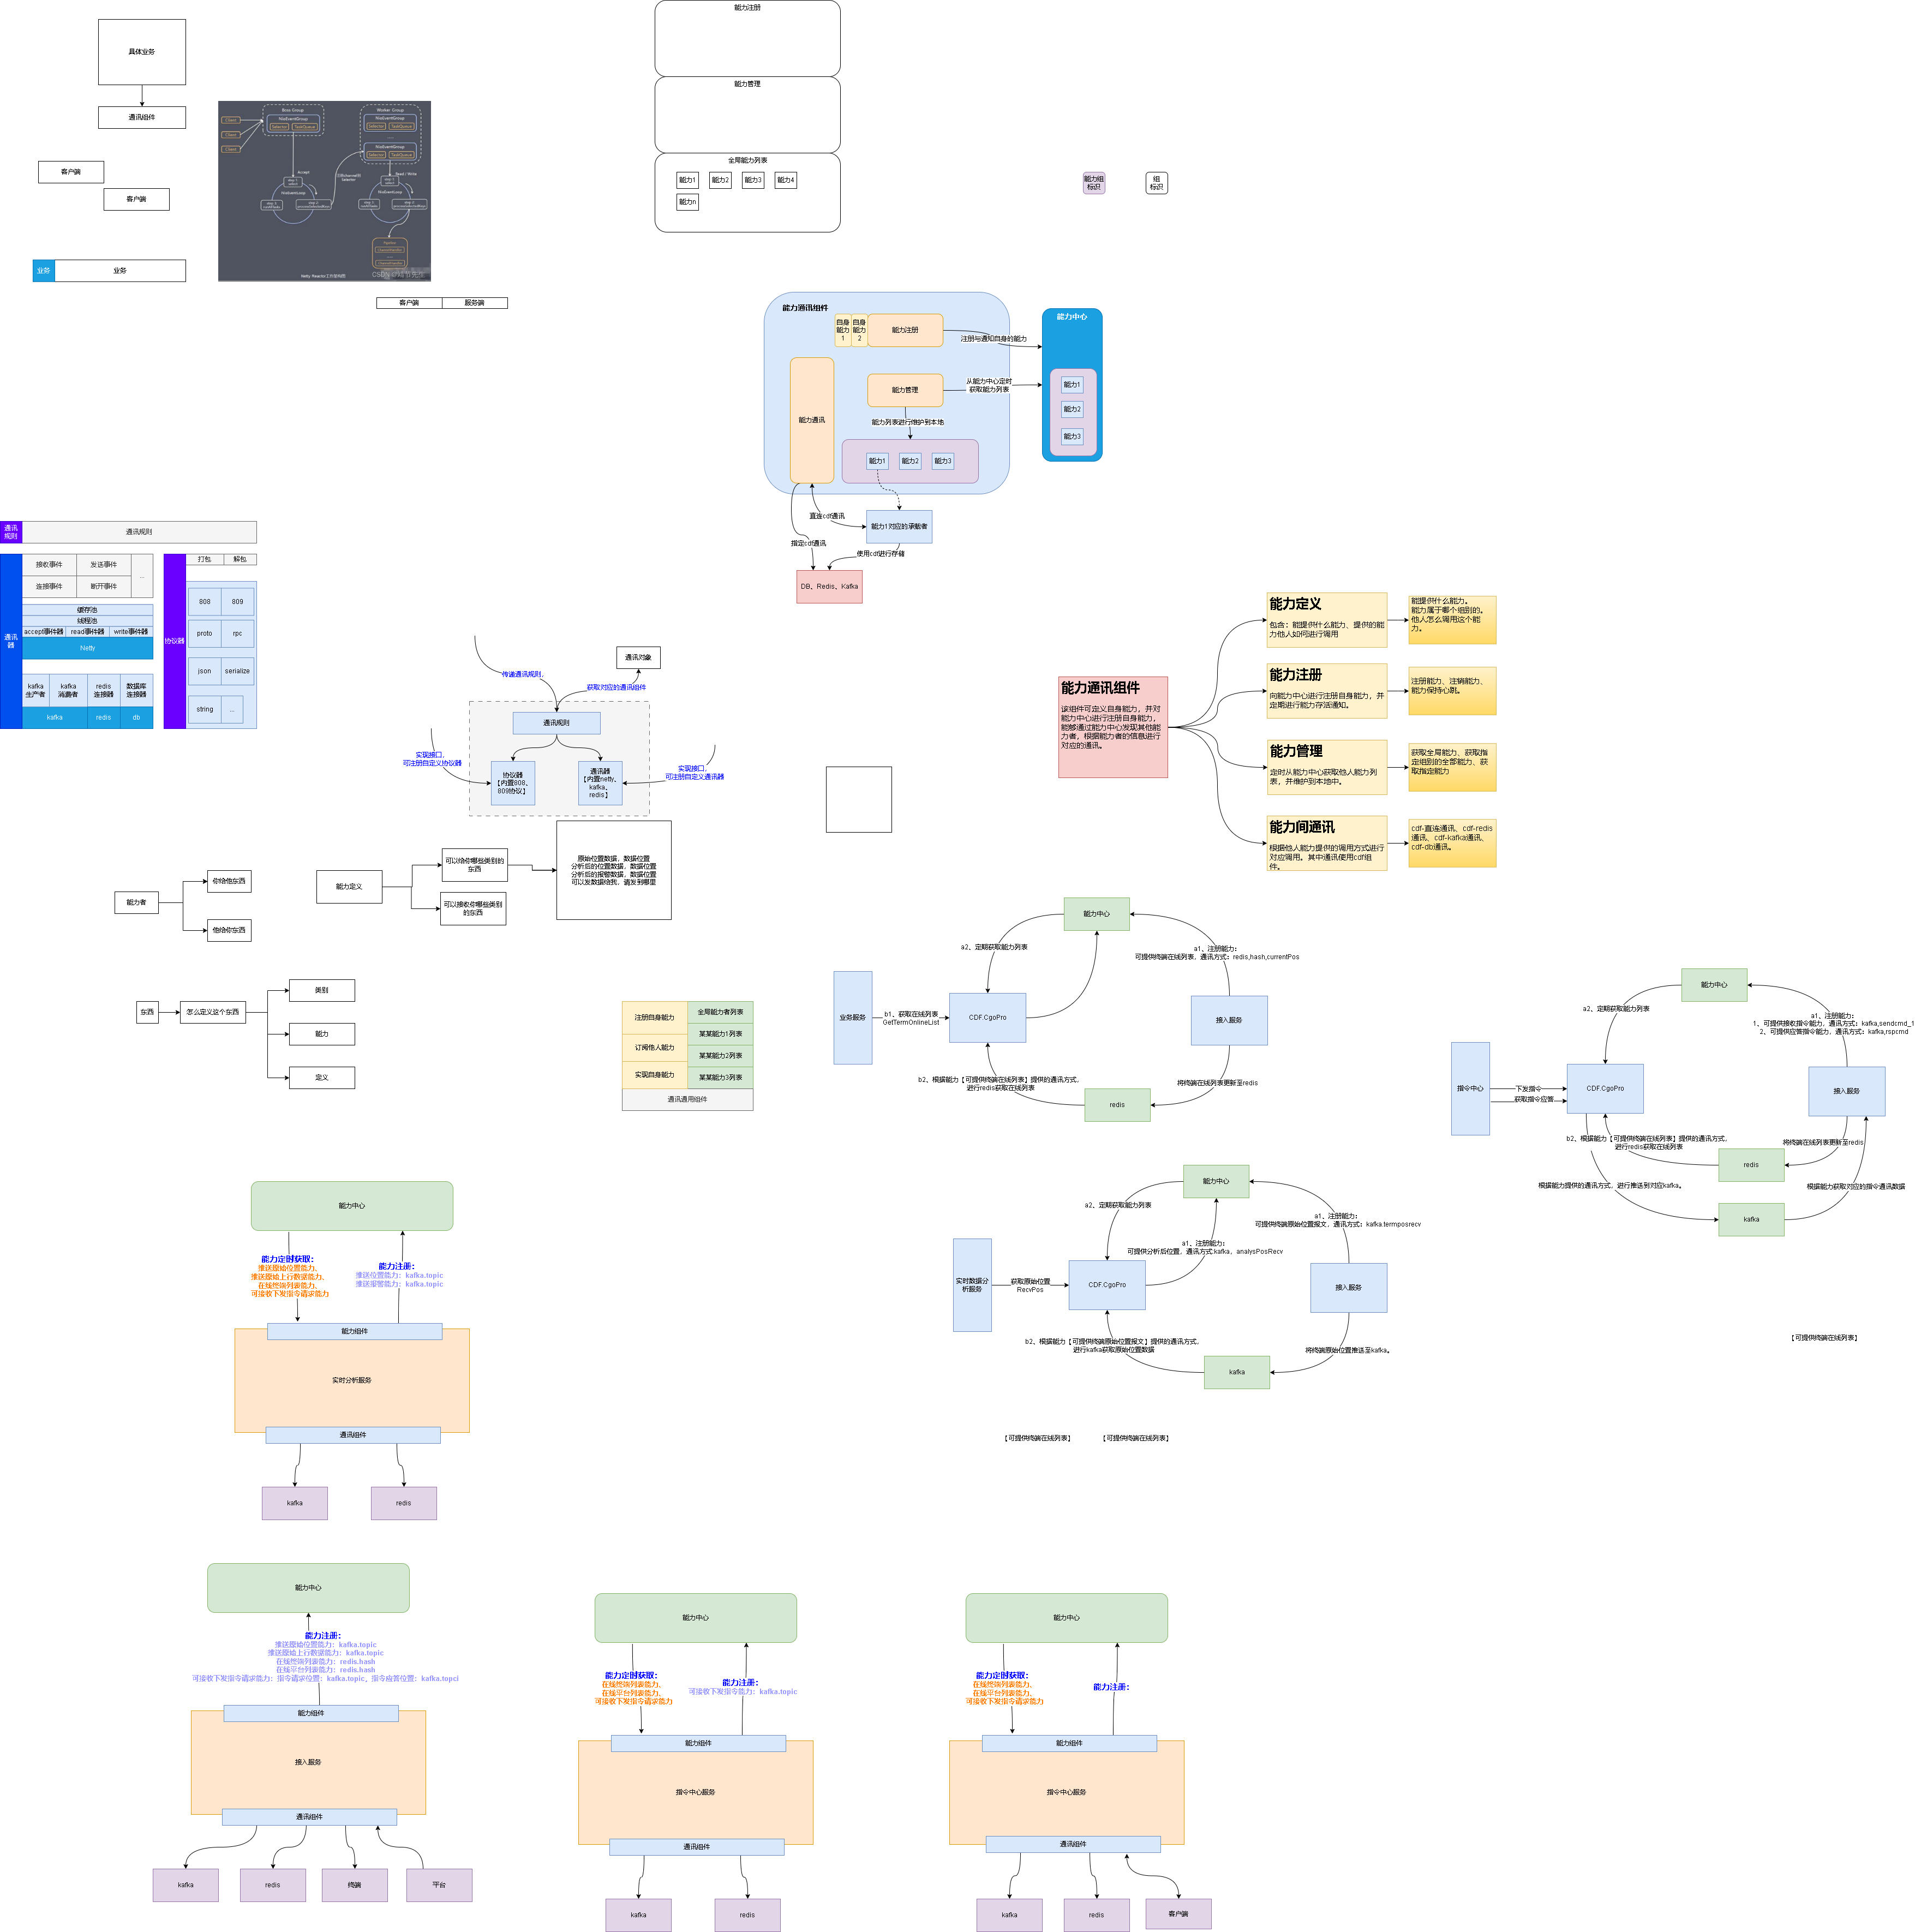 具体业务
通讯组件
客户端
客户端
业务
业务
Boss Group
NioEventGroup
Selector
TaskQueue
Client
Client
Client
Accept
NioEventLoop
Worker Group
NioEventGroup
Selector
TaskQueue
NioEventGroup
Selector
TaskQueue
Read / Write
NioEventLoop
Netty Reactor工作架构图
客户端
服务端
能力注册
能力管理
全局能力列表
能力1
能力2
能力3
能力4
能力n
能力组
标识
组
标识
能力通讯组件
自身
能力
1
自身
能力
2
能力注册
能力通讯
能力管理
能力列表进行维护到本地
能力1
能力2
能力3
注册与通知自身的能力
从能力中心定时
获取能力列表
能力中心
能力1
能力2
能力3
直连cdf通讯
指定cdf通讯
能力1对应的承载者
使用cdf进行存储
DB、Redis、Kafka
通讯
规则
通讯规则
通讯
器
接收事件
发送事件
...
连接事件
断开事件
缓存池
线程池
accept事件器
read事件器
write事件器
Netty
kafka
生产者
kafka
消费者
redis
连接器
数据库
连接器
kafka
redis
db
协议器
打包
解包
808
809
proto
rpc
json
serialize
string
...
传递通讯规则，
通讯对象
获取对应的通讯组件
通讯规则
实现接口，
可注册自定义协议器
协议器
【内置808、
809协议】
通讯器
【内置netty、
kafka、
redis】
实现接口，
可注册自定义通讯器
能力通讯组件
该组件可定义自身能力，并对
能力中心进行注册自身能力，
能够通过能力中心发现其他能
力者，根据能力者的信息进行
对应的通讯。
能力定义
包含：能提供什么能力、提供的能
力他人如何进行调用
能提供什么能力。
能力属于哪个组别的。
他人怎么调用这个能
力。
能力注册
向能力中心进行注册自身能力，并
定期进行能力存活通知。
注册能力、注销能力、
能力保持心跳。
能力管理
定时从能力中心获取他人能力列
表，并维护到本地中。
获取全局能力、获取指
定组别的全部能力、获
取指定能力
能力间通讯
根据他人能力提供的调用方式进行
对应调用。其中通讯使用cdf组
件。
cdf-直连通讯、cdf-redis
通讯、cdf-kafka通讯、
cdf-db通讯。
能力者
你给他东西
他给你东西
能力定义
可以给你哪些类别的
东西
可以接收你哪些类别
的东西
原始位置数据，数据位置
分析后的位置数据，数据位置
分析后的报警数据，数据位置
可以发数据给我，请发到哪里
东西
怎么定义这个东西
类别
能力
定义
注册自身能力
订阅他人能力
实现自身能力
全局能力者列表
某某能力1列表
某某能力2列表
某某能力3列表
通讯通用组件
能力中心
a2、定期获取能力列表
a1、注册能力：
可提供终端在线列表，通讯方式：redis,hash,currentPos
业务服务
b1、获取在线列表
GetTermOnlineList
CDF.CgoPro
接入服务
b2、根据能力【可提供终端在线列表】提供的通讯方式，
进行redis获取在线列表
将终端在线列表更新至redis
redis
能力中心
a2、定期获取能力列表
a1、注册能力：
1、可提供接收指令能力，通讯方式：kafka,sendcmd_1
2、可提供应答指令能力，通讯方式：kafka,rspcmd
指令中心
下发指令
获取指令应答
CDF.CgoPro
接入服务
b2、根据能力【可提供终端在线列表】提供的通讯方式，
进行redis获取在线列表
将终端在线列表更新至redis
redis
根据能力提供的通讯方式，进行推送到对应kafka。
根据能力获取对应的指令通讯数据
kafka
能力中心
a2、定期获取能力列表
a1、注册能力：
可提供终端原始位置报文，通讯方式：kafka.termposrecv
a1、注册能力：
可提供分析后位置，通讯方式:kafka，analysPosRecv
实时数据分
析服务
获取原始位置
RecvPos
CDF.CgoPro
接入服务
b2、根据能力【可提供终端原始位置报文】提供的通讯方式，
进行kafka获取原始位置数据
将终端原始位置推送至kafka。
kafka
【可提供终端在线列表】
【可提供终端在线列表】
【可提供终端在线列表】
能力中心
能力定时获取：
推送原始位置能力、
推送原始上行数据能力、
在线终端列表能力、
可接收下发指令请求能力
能力注册：
推送位置能力：kafka.topic
推送报警能力：kafka.topic
能力组件
实时分析服务
通讯组件
kafka
redis
能力中心
能力注册：
推送原始位置能力：kafka.topic
推送原始上行数据能力：kafka.topic
在线终端列表能力：redis.hash
在线平台列表能力：redis.hash
可接收下发指令请求能力：指令请求位置：kafka.topic，指令应答位置：kafka.topci
能力组件
接入服务
通讯组件
kafka
redis
终端
平台
能力中心
能力定时获取：
在线终端列表能力、
在线平台列表能力、
可接收下发指令请求能力
能力注册：
可接收下发指令能力：kafka.topic
能力组件
指令中心服务
通讯组件
kafka
redis
能力中心
能力定时获取：
在线终端列表能力、
在线平台列表能力、
可接收下发指令请求能力
能力注册：
能力组件
指令中心服务
通讯组件
kafka
redis
客户端